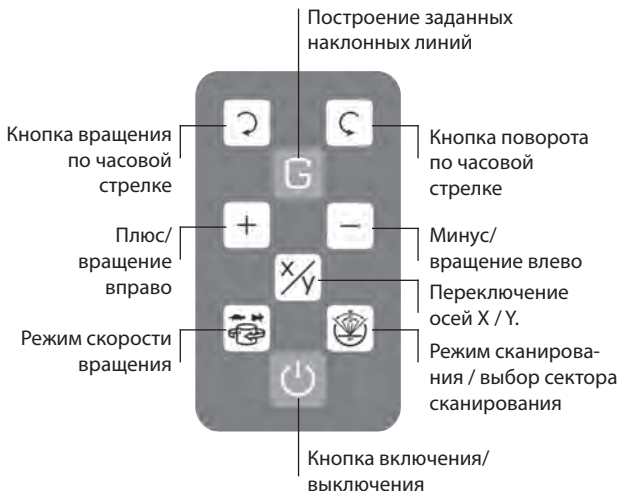 Построение заданных
наклонных линий
Кнопка вращения
по часовой
стрелке
Кнопка поворота
по часовой
стрелке
G
Плюс/
вращение
вправо
+
−
Минус/
вращение влево
X/Y
Переключение
осей X / Y.
Режим скорости
вращения
Режим сканирова-
ния / выбор сектора
сканирования
Кнопка включения/
выключения